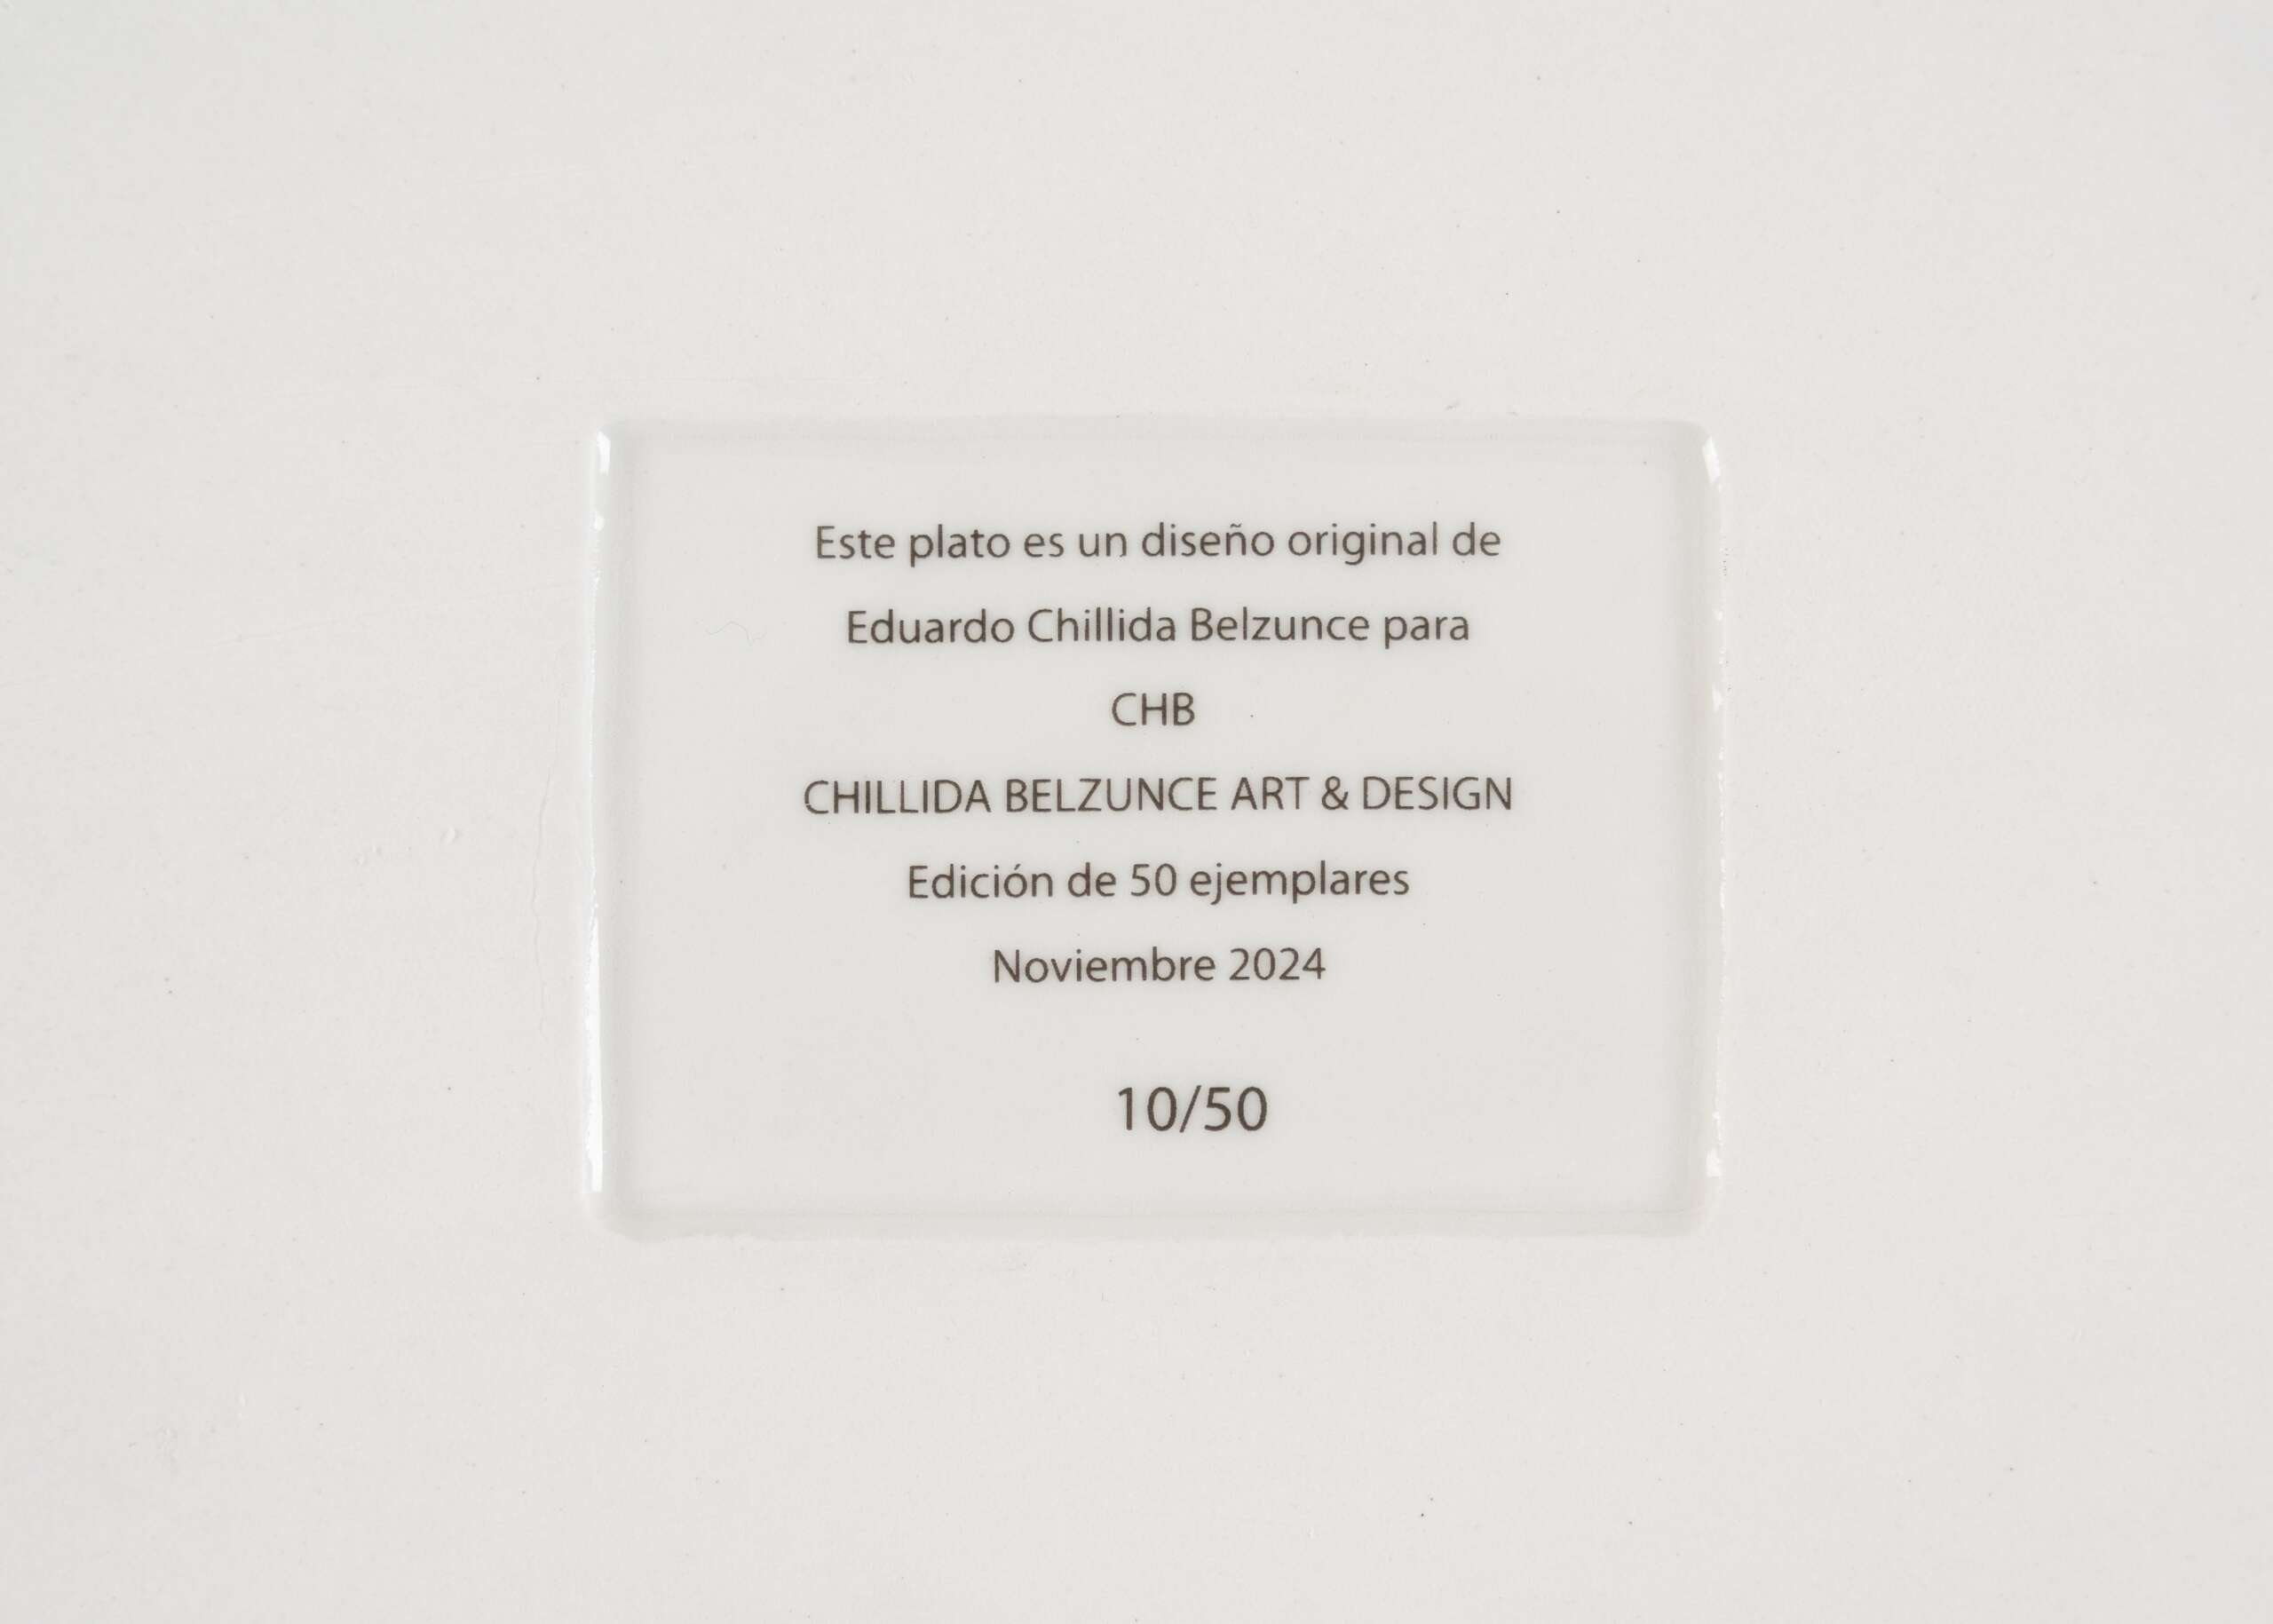 Este plato es un diseño original de
Eduardo Chillida Belzunce para
CHB
CHILLIDA BELZUNCE ART & DESIGN
Edición de 50 ejemplares
Noviembre 2024
10/50